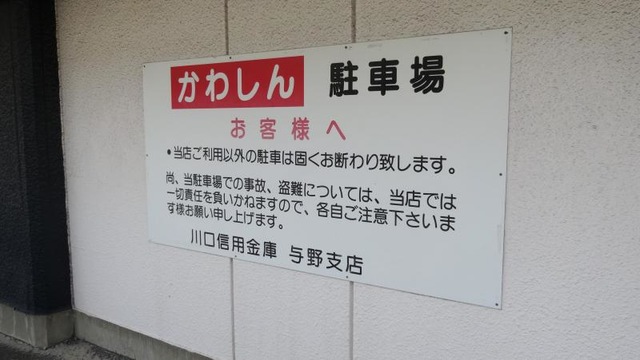 かわしん 駐車場
お客様へ
•当店ご利用以外の駐車は固くお断わり致します。
尚、当駐車場での事故、盗難については、当店では
一切責任を負いかねますので、各自ご注意下さいま
す様お願い申し上げます。
川口信用金庫 与野支店